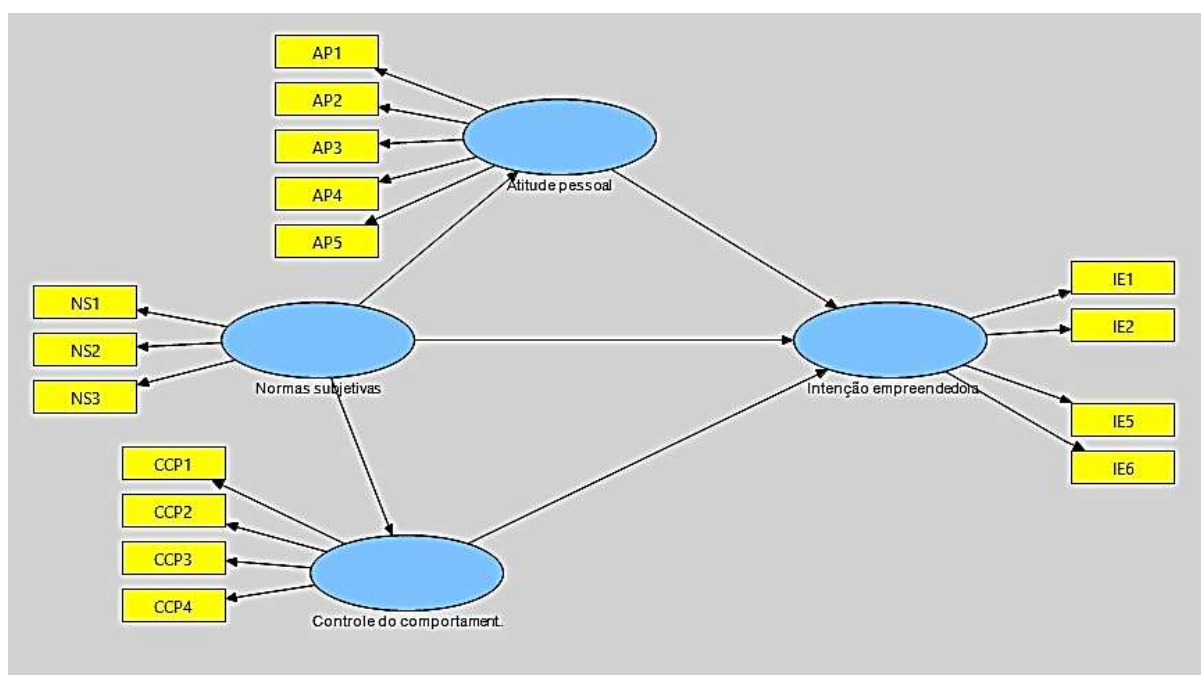 AP1
AP2
AP3
AP4
AP5
Atitude pessoal
NS1
NS2
NS3
Normas subjetivas
IE1
IE2
IE5
IE6
Intenção empreendedora
CCP1
CCP2
CCP3
CCP4
Controle do comportament..